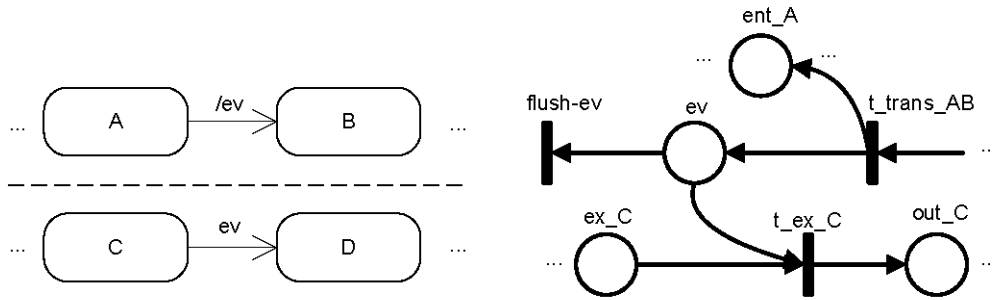 /ev
... A B ...
ev
... C D ...
ent_A
... ...
flush-ev ev t_trans_AB
...
ex_C t_ex_C out_C
... ...